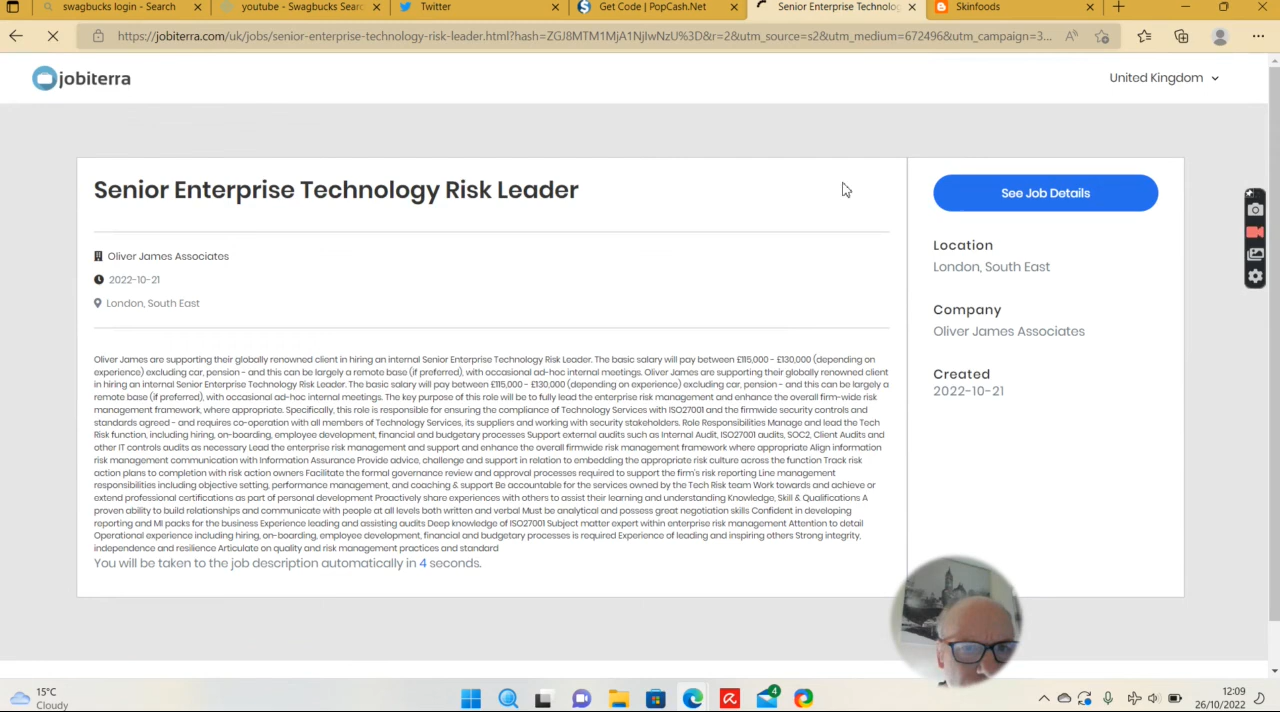 swagbucks login - Search
youtube - Swagbucks Searc
Twitter
Get Code | PopCash.Net
Senior Enterprise Technolog
Skinfoods
https://jobiterra.com/uk/jobs/senior-enterprise-technology-risk-leader.html?hash=ZGJ8MTM1MjA1NjIwNzU%3D&r=2&utm_source=s2&utm_medium=672496&utm_campaign=3...
jobiterra
United Kingdom
Senior Enterprise Technology Risk Leader
Oliver James Associates
2022-10-21
London, South East
Oliver James are supporting their globally renowned client in hiring an internal Senior Enterprise Technology Risk Leader. The basic salary will pay between £115,000 - £130,000 (depending on
experience) excluding car, pension - and this can be largely a remote base (if preferred), with occasional ad-hoc internal meetings. Oliver James are supporting their globally renowned client
in hiring an internal Senior Enterprise Technology Risk Leader. The basic salary will pay between £115,000 - £130,000 (depending on experience) excluding car, pension - and this can be largely a
remote base (if preferred), with occasional ad-hoc internal meetings. The key purpose of this role will be to fully lead the enterprise risk management and enhance the overall firm-wide risk
management framework, where appropriate. Specifically, this role is responsible for ensuring the compliance of Technology Services with ISO27001 and the firmwide security controls and
standards agreed - and requires co-operation with all members of Technology Services, its suppliers and working with security stakeholders. Role Responsibilities Manage and lead the Tech
Risk function, including hiring, on-boarding, employee development, financial and budgetary processes Support external audits such as Internal Audit, ISO27001 audits, SOC2, Client Audits and
other IT controls audits as necessary Lead the enterprise risk management and support and enhance the overall firmwide risk management framework where appropriate Align information
risk management communication with Information Assurance Provide advice, challenge and support in relation to embedding the appropriate risk culture across the function Track risk
action plans to completion with risk action owners Facilitate the formal governance review and approval processes required to support the firm's risk reporting Line management
responsibilities including objective setting, performance management, and coaching & support Be accountable for the services owned by the Tech Risk team Work towards and achieve or
extend professional certifications as part of personal development Proactively share experiences with others to assist their learning and understanding Knowledge, Skill & Qualifications A
proven ability to build relationships and communicate with people at all levels both written and verbal Must be analytical and possess great negotiation skills Confident in developing
reporting and MI packs for the business Experience leading and assisting audits Deep knowledge of ISO27001 Subject matter expert within enterprise risk management Attention to detail
Operational experience including hiring, on-boarding, employee development, financial and budgetary processes is required Experience of leading and inspiring others Strong integrity,
independence and resilience Articulate on quality and risk management practices and standard
You will be taken to the job description automatically in 4 seconds.
See Job Details
Location
London, South East
Company
Oliver James Associates
Created
2022-10-21
15°C
Cloudy
4
12:09
26/10/2022